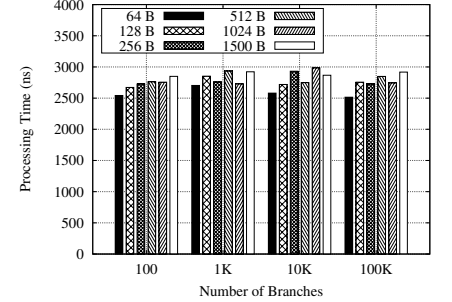 4000
3500
3000
2500
2000
1500
1000
500
0
Processing Time (ns)
64 B
128 B
256 B
512 B
1024 B
1500 B
100 1K 10K 100K
Number of Branches